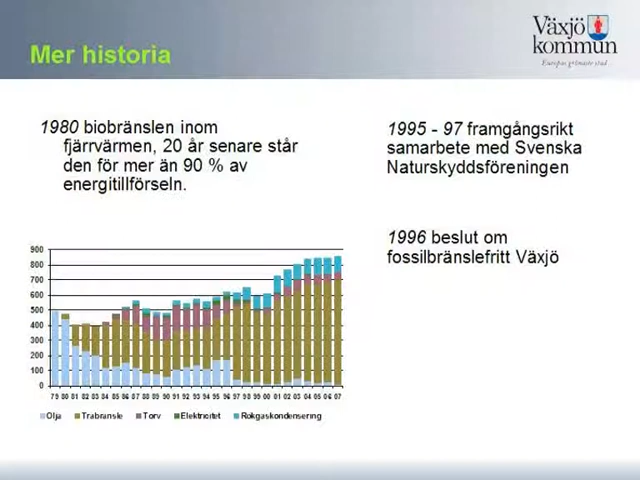 Mer historia
Växjö
kommun
Europas grönaste stad
1980 biobränslen inom
fjärrvärmen, 20 år senare står
den för mer än 90 % av
energitillförseln.
1995 - 97 framgångsrikt
samarbete med Svenska
Naturskyddsföreningen
1996 beslut om
fossilbränslefritt Växjö
900
800
700
600
500
400
300
200
100
0
79 80 81 82 83 84 85 86 87 88 89 90 91 92 93 94 95 96 97 98 99 00 01 02 03 04 05 06 07
Olja Träbränsle Torv Elektricitet Rökgaskondensering